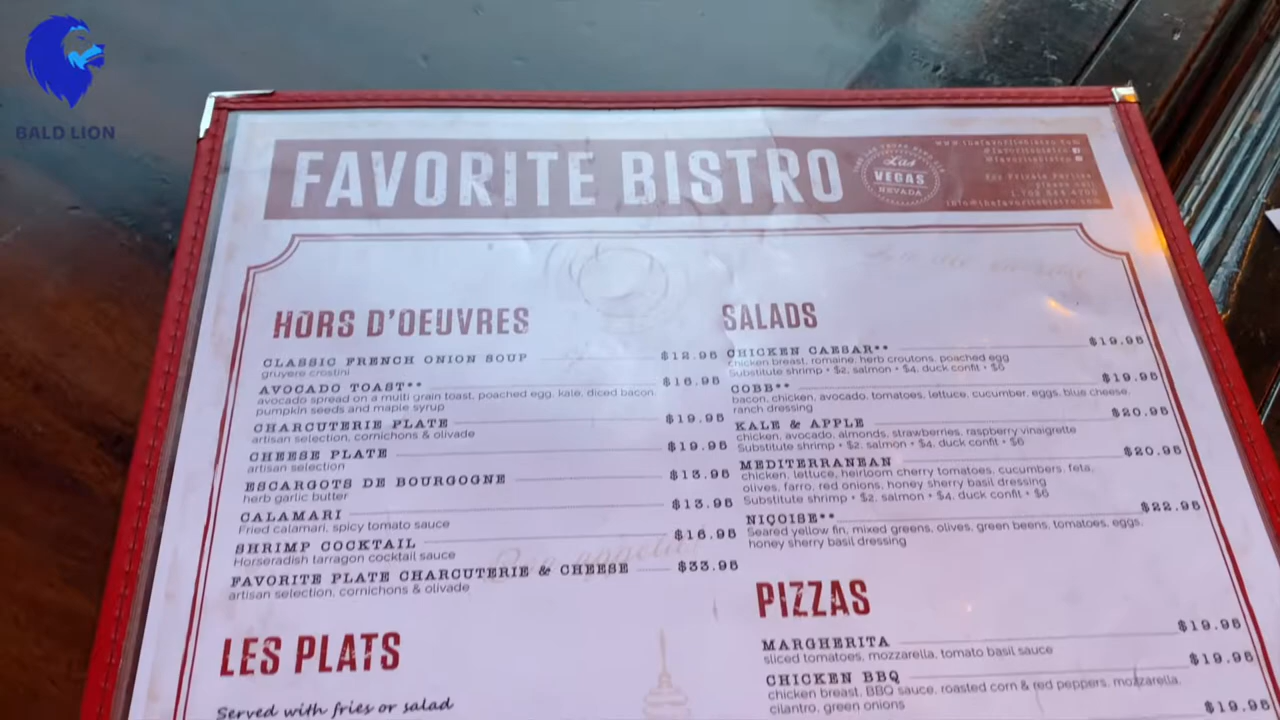 BALD LION
FAVORITE BISTRO
Las
VEGAS
NEVADA
www.thefavoritebistro.com
For Private Parties
please call
info@thefavoritebistro.com
HORS D'OEUVRES
CLASSIC FRENCH ONION SOUP $12.95
gruyere crostini
AVOCADO TOAST** $16.95
avocado spread on a multi grain toast, poached egg, kale, diced bacon,
pumpkin seeds and maple syrup
CHARCUTERIE PLATE $19.95
artisan selection, cornichons & olivade
CHEESE PLATE $19.95
artisan selection
ESCARGOTS DE BOURGOGNE $13.95
herb garlic butter
CALAMARI $13.95
Fried calamari, spicy tomato sauce
SHRIMP COCKTAIL $16.95
Horseradish tarragon cocktail sauce
FAVORITE PLATE CHARCUTERIE & CHEESE $33.95
artisan selection, cornichons & olivade
LES PLATS
Served with fries or salad
SALADS
CHICKEN CAESAR** $19.95
chicken breast, romaine, herb croutons, poached egg
Substitute shrimp • $2, salmon • $4, duck confit • $6
COBB** $19.95
bacon, chicken, avocado, tomatoes, lettuce, cucumber, eggs, blue cheese,
ranch dressing
KALE & APPLE $20.95
chicken, avocado, almonds, strawberries, raspberry vinaigrette
Substitute shrimp • $2, salmon • $4, duck confit • $6
MEDITERRANEAN $20.95
chicken, lettuce, heirloom cherry tomatoes, cucumbers, feta,
olives, farro, red onions, honey sherry basil dressing
Substitute shrimp • $2, salmon • $4, duck confit • $6
NIÇOISE** $22.95
Seared yellow fin, mixed greens, olives, green beens, tomatoes, eggs,
honey sherry basil dressing
PIZZAS
MARGHERITA $19.95
sliced tomatoes, mozzarella, tomato basil sauce
CHICKEN BBQ $19.95
chicken breast, BBQ sauce, roasted corn & red peppers, mozzarella,
cilantro, green onions
$19.95